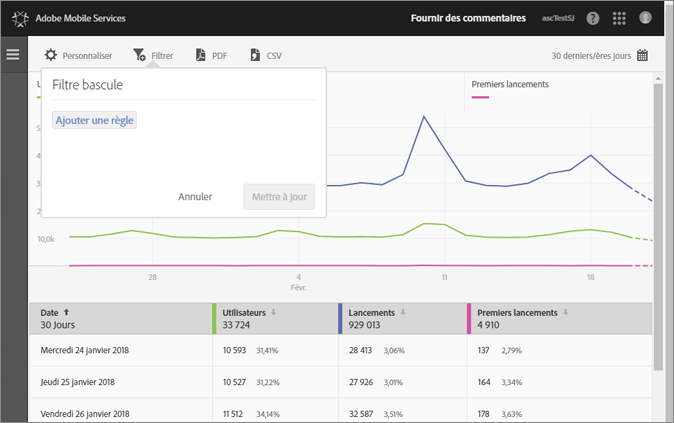 Adobe Mobile Services
Fournir des commentaires
ascTestSJ
?
Personnaliser
Filtrer
PDF
CSV
30 derniers/ères jours
Filtre bascule
Ajouter une règle
Annuler
Mettre à jour
Premiers lancements
10,0k
28
4
11
18
Févr.
Date
30 Jours
Utilisateurs
33 724
Lancements
929 013
Premiers lancements
4 910
Mercredi 24 janvier 2018 10 593 31,41% 28 413 3,06% 137 2,79%
Jeudi 25 janvier 2018 10 527 31,22% 27 926 3,01% 164 3,34%
Vendredi 26 janvier 2018 11 512 34,14% 32 587 3,51% 178 3,63%